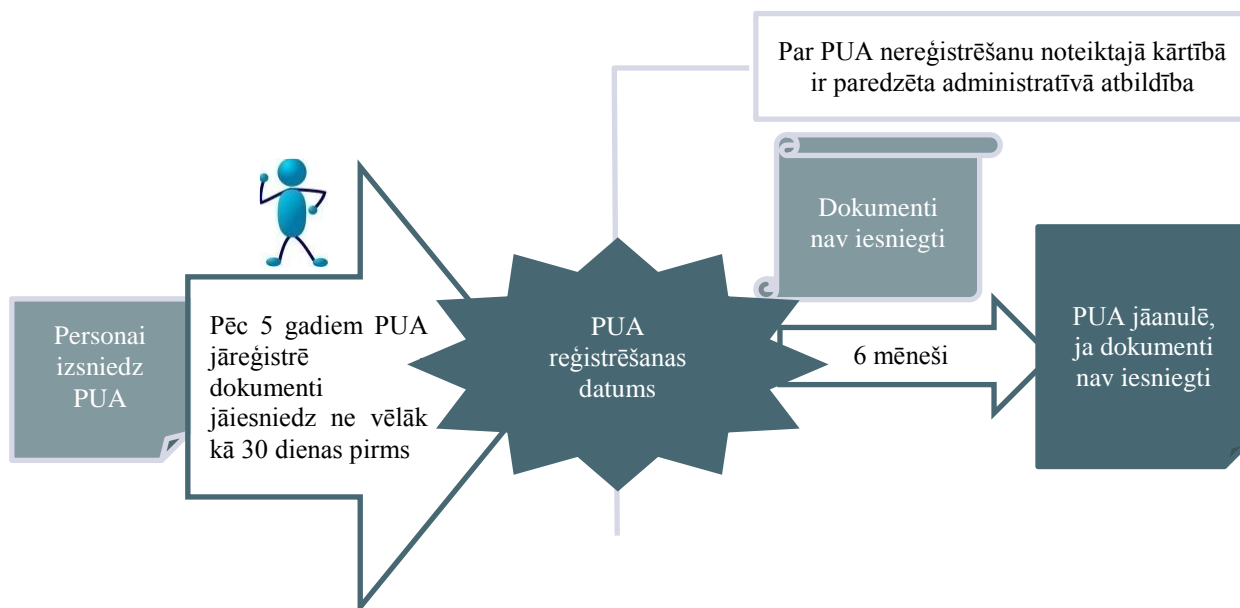 Par PUA nereģistrēšanu noteiktajā kārtībā
ir paredzēta administratīvā atbildība
Dokumenti
nav iesniegti
Personai
izsniedz
PUA
Pēc 5 gadiem PUA
jāreģistrē
dokumenti
jāiesniedz ne vēlāk
kā 30 dienas pirms
PUA
reģistrēšanas
datums
6 mēneši
PUA jāanulē,
ja dokumenti
nav iesniegti